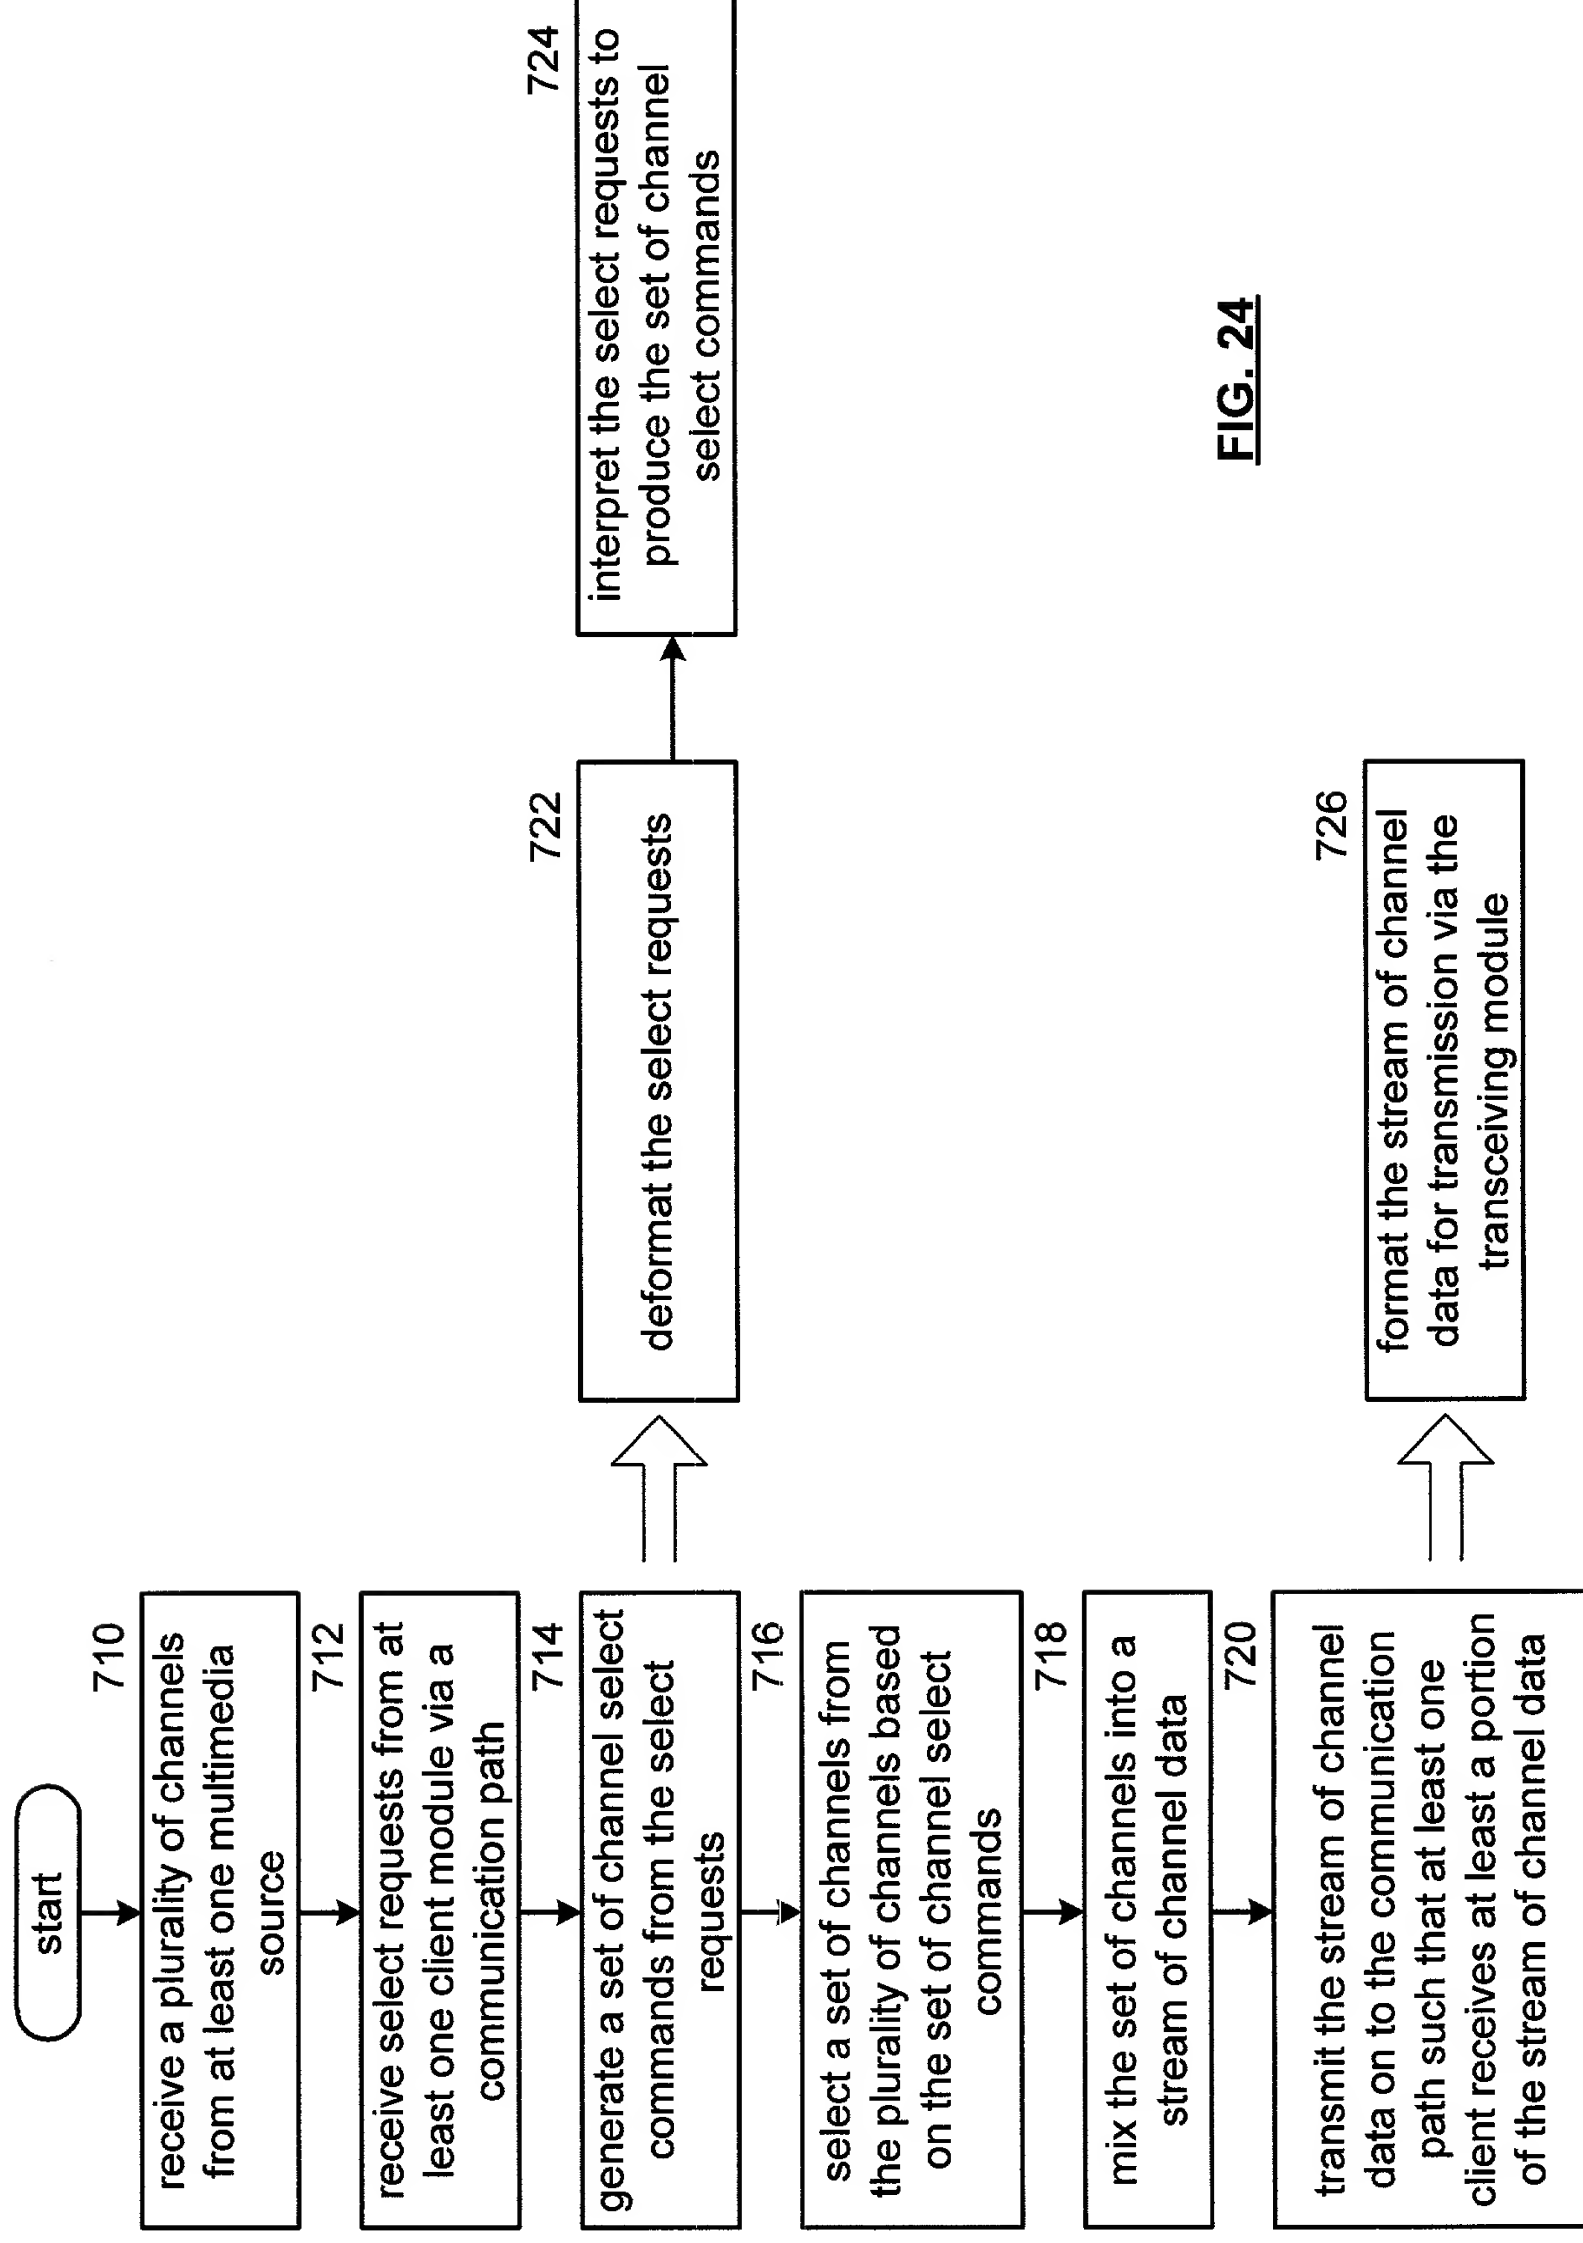 start
710
receive a plurality of channels
from at least one multimedia
source
712
receive select requests from at
least one client module via a
communication path
714
generate a set of channel select
commands from the select
requests
716
select a set of channels from
the plurality of channels based
on the set of channel select
commands
718
mix the set of channels into a
stream of channel data
720
transmit the stream of channel
data on to the communication
path such that at least one
client receives at least a portion
of the stream of channel data
722
deformat the select requests
724
interpret the select requests to
produce the set of channel
select commands
726
format the stream of channel
data for transmission via the
transceiving module
FIG. 24